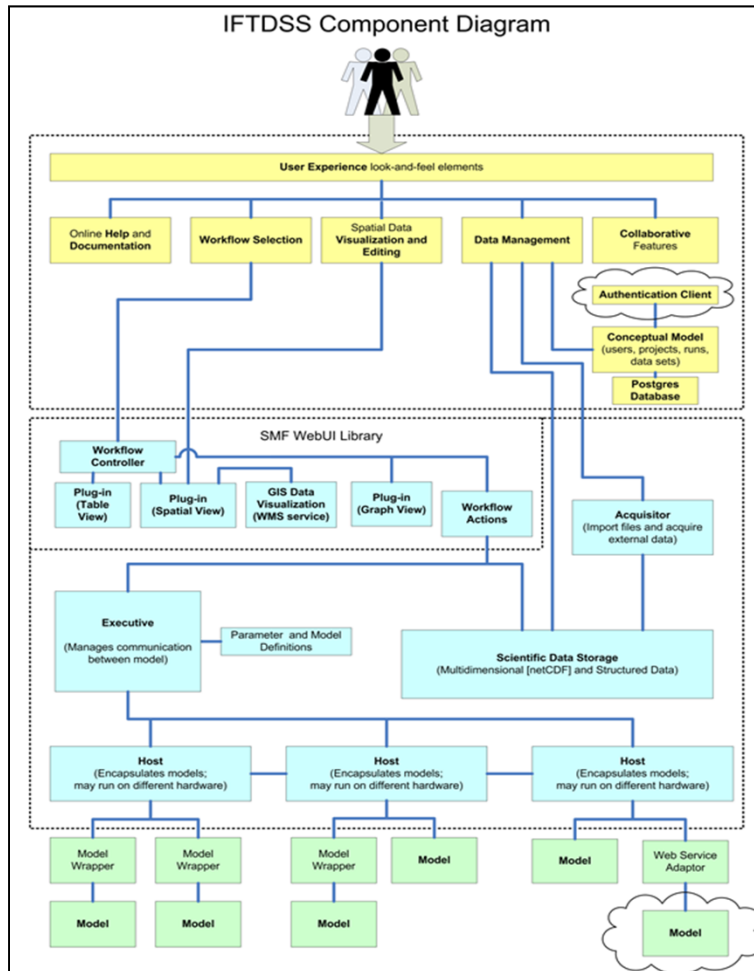 IFTDSS Component Diagram
User Experience look-and-feel elements
Online Help and
Documentation
Workflow Selection
Spatial Data
Visualization and
Editing
Data Management
Collaborative
Features
Authentication Client
Conceptual Model
(users, projects, runs,
data sets)
Postgres
Database
SMF WebUI Library
Workflow
Controller
Plug-in
(Table
View)
Plug-in
(Spatial View)
GIS Data
Visualization
(WMS service)
Plug-in
(Graph View)
Workflow
Actions
Acquisitor
(Import files and acquire
external data)
Executive
(Manages communication
between model)
Parameter and Model
Definitions
Scientific Data Storage
(Multidimensional [netCDF] and Structured Data)
Host
(Encapsulates models;
may run on different hardware)
Host
(Encapsulates models;
may run on different hardware)
Host
(Encapsulates models;
may run on different hardware)
Model
Wrapper
Model
Wrapper
Model
Wrapper
Model
Model
Web Service
Adaptor
Model
Model
Model
Model